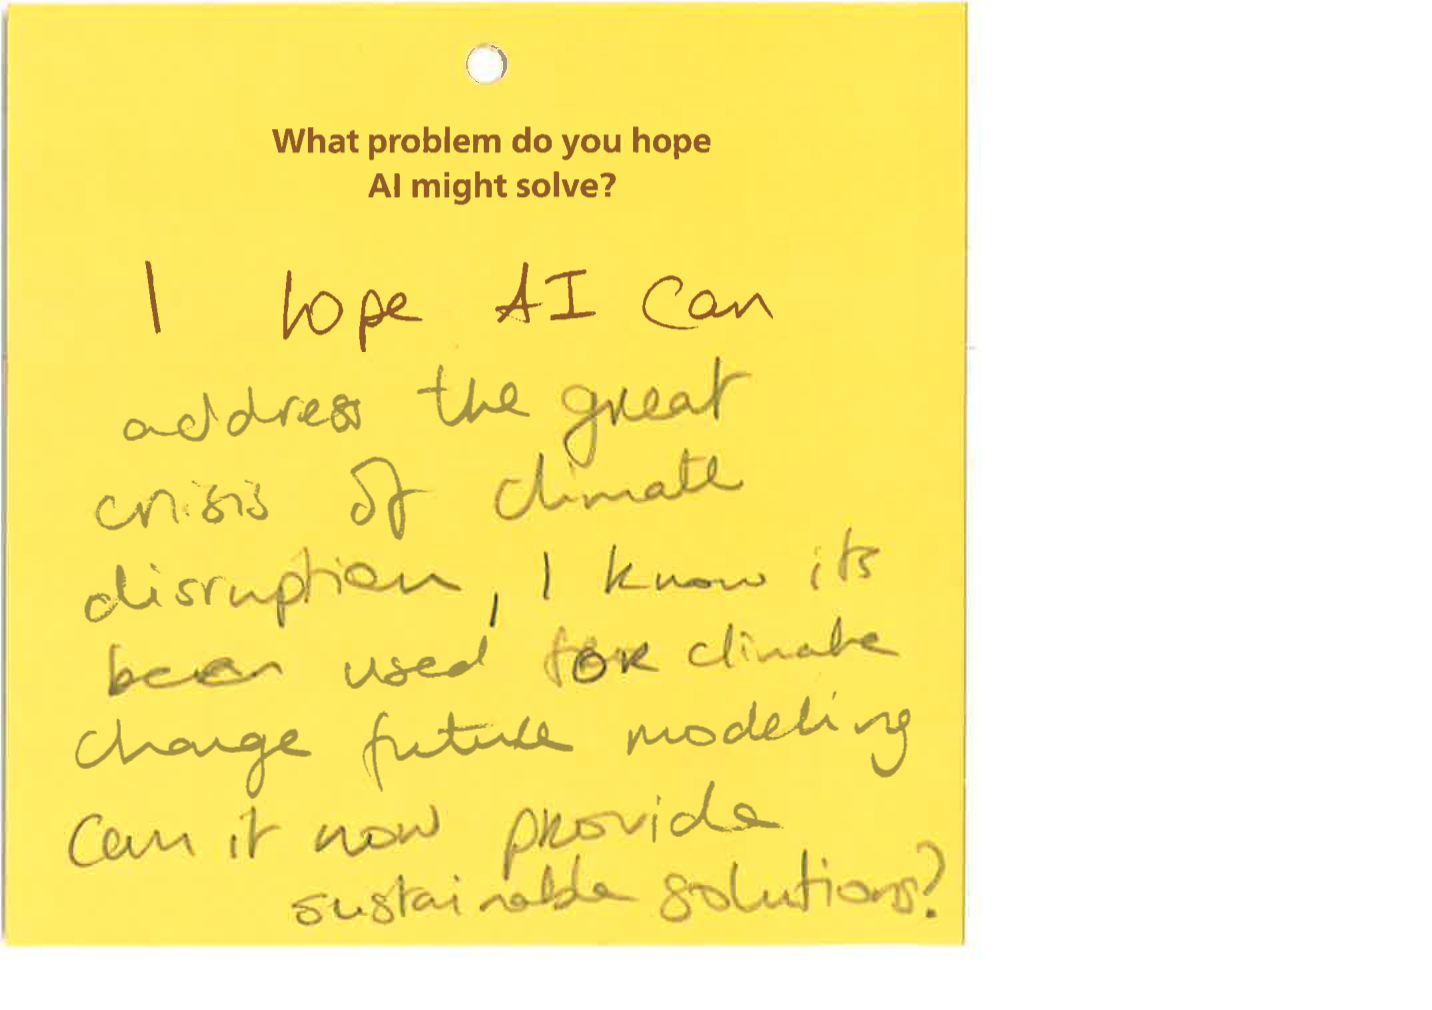 What problem do you hope
AI might solve?
I hope AI can
address the great
crisis of climate
disruption, I know its
been used for climate
change future modeling
can it now provide
sustainable solutions?